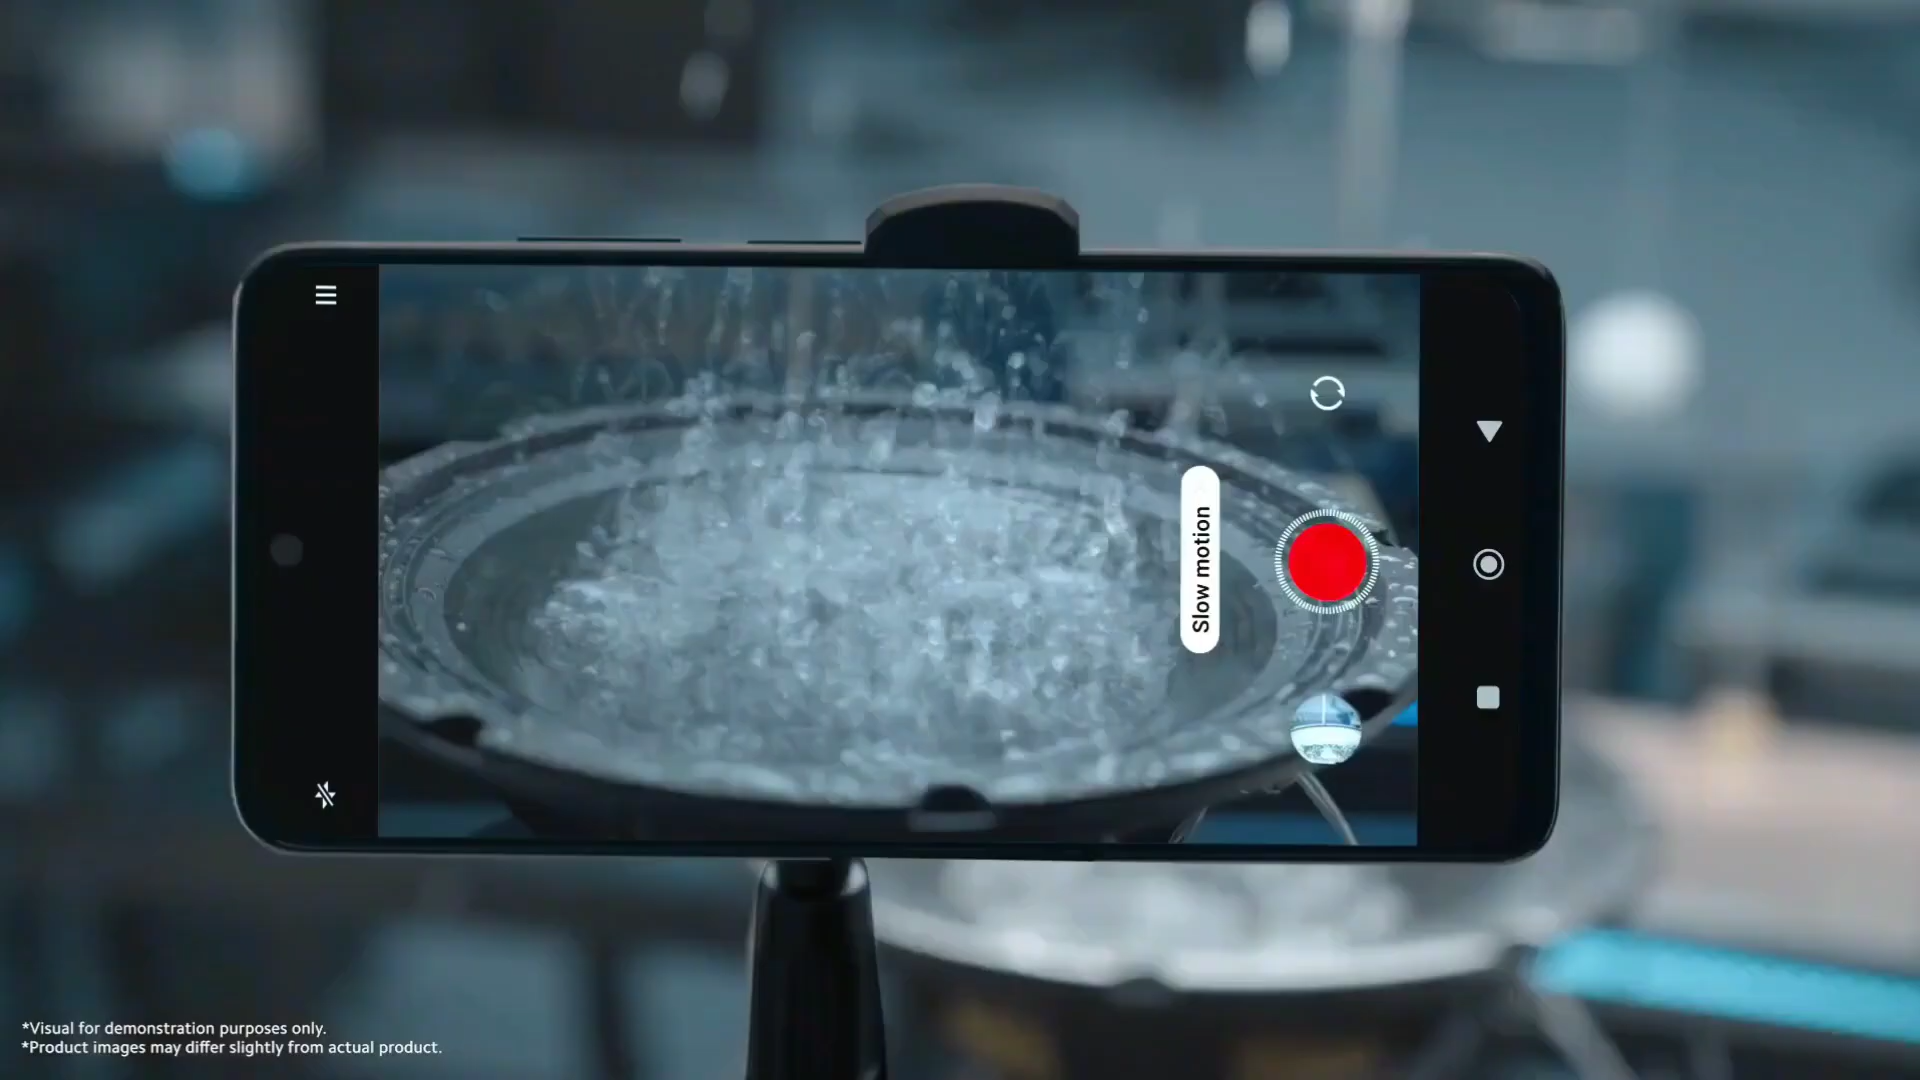 Slow motion
*Visual for demonstration purposes only.
*Product images may differ slightly from actual product.